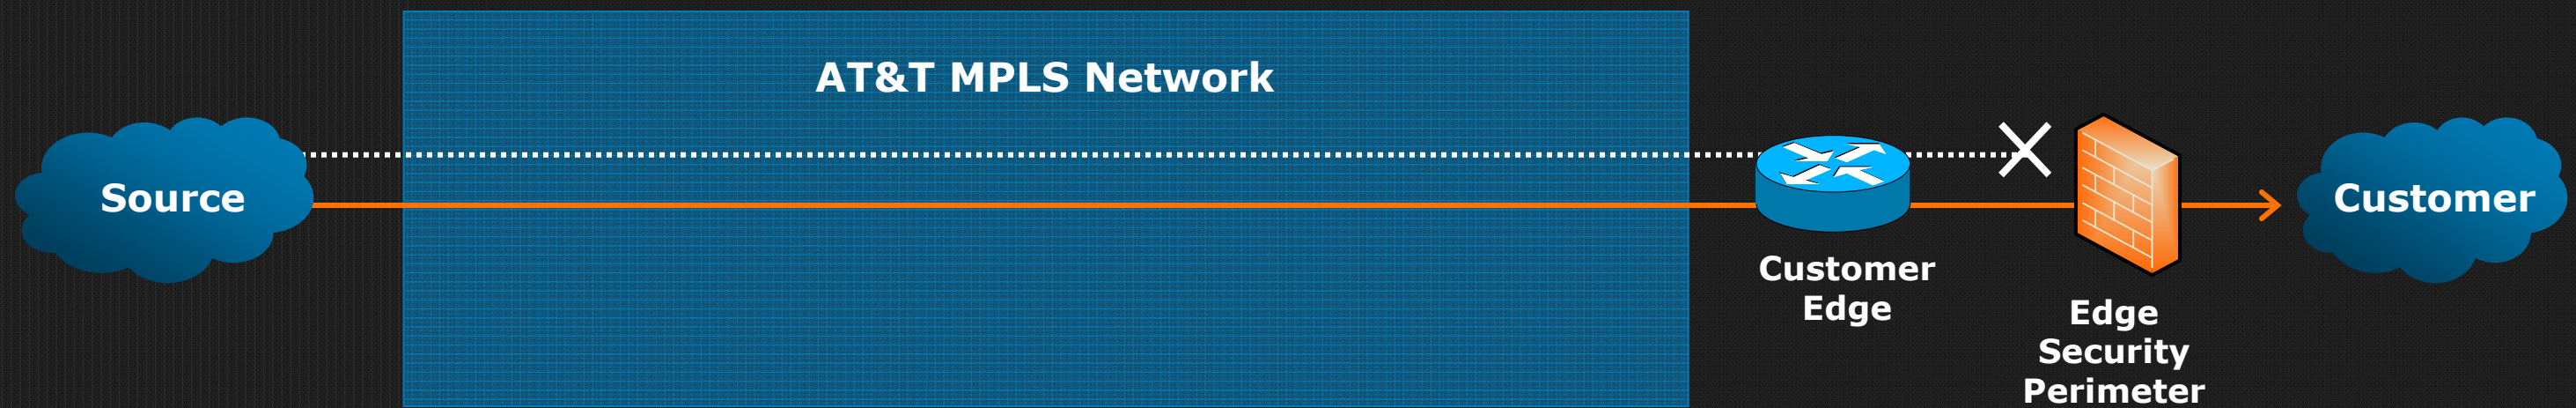 AT&T MPLS Network
Source
Customer
Customer
Edge
Edge
Security
Perimeter